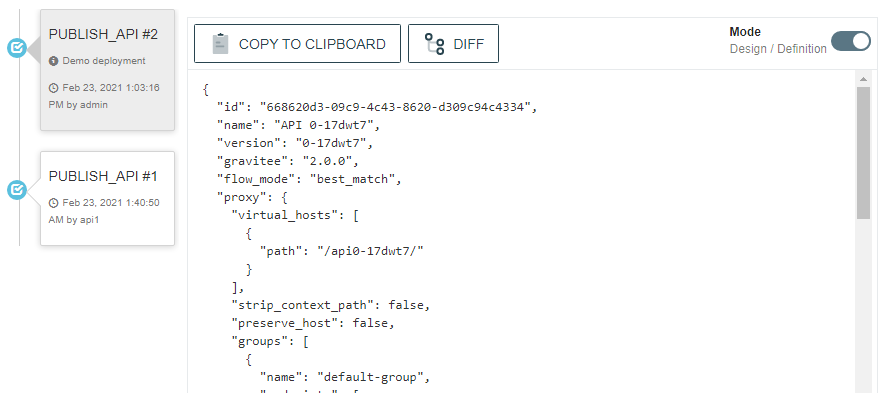 PUBLISH_API #2
Demo deployment
Feb 23, 2021 1:03:16
PM by admin
PUBLISH_API #1
Feb 23, 2021 1:40:50
AM by api1
COPY TO CLIPBOARD
DIFF
Mode
Design / Definition
{
  "id": "668620d3-09c9-4c43-8620-d309c94c4334",
  "name": "API 0-17dwt7",
  "version": "0-17dwt7",
  "gravitee": "2.0.0",
  "flow_mode": "best_match",
  "proxy": {
    "virtual_hosts": [
      {
        "path": "/api0-17dwt7/"
      }
    ],
    "strip_context_path": false,
    "preserve_host": false,
    "groups": [
      {
        "name": "default-group",